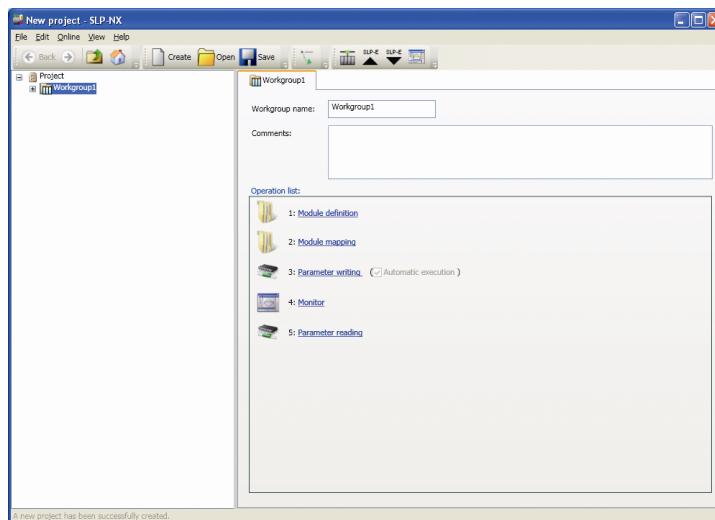 New project - SLP-NX
File Edit Online View Help
Back Create Open Save SLP-E SLP-E
Project
Workgroup1
Workgroup1
Workgroup name: Workgroup1
Comments:
Operation list:
1: Module definition
2: Module mapping
3: Parameter writing ( Automatic execution )
4: Monitor
5: Parameter reading
A new project has been successfully created.